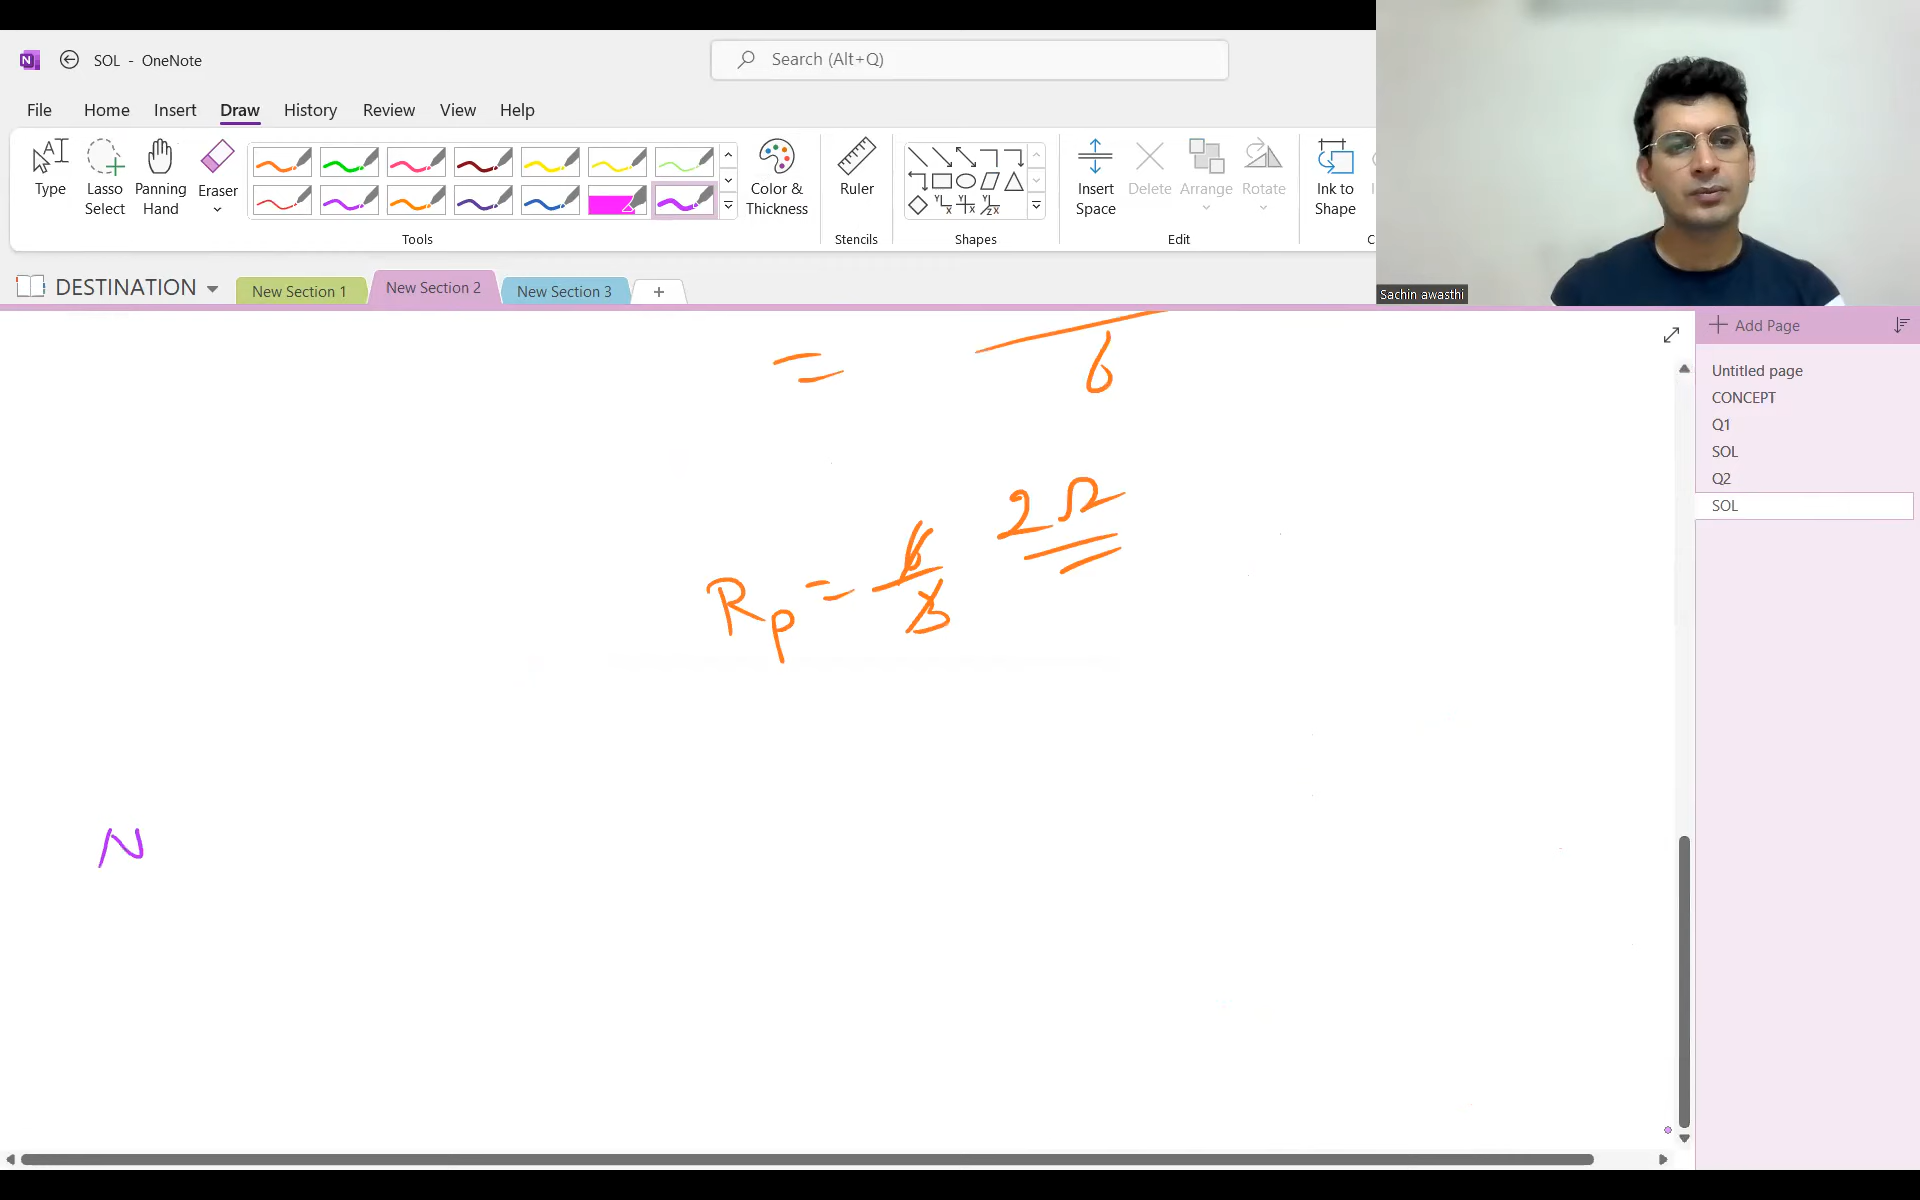 SOL - OneNote
Search (Alt+Q)
File Home Insert Draw History Review View Help
Type
Lasso Select
Panning Hand
Eraser
Color & Thickness
Ruler
Insert Space
Delete
Arrange
Rotate
Ink to Shape
Tools
Stencils
Shapes
Edit
Sachin awasthi
DESTINATION
New Section 1
New Section 2
New Section 3
+
Add Page
Untitled page
CONCEPT
Q1
SOL
Q2
SOL
= 6
2Ω
Rp = 6/3
N